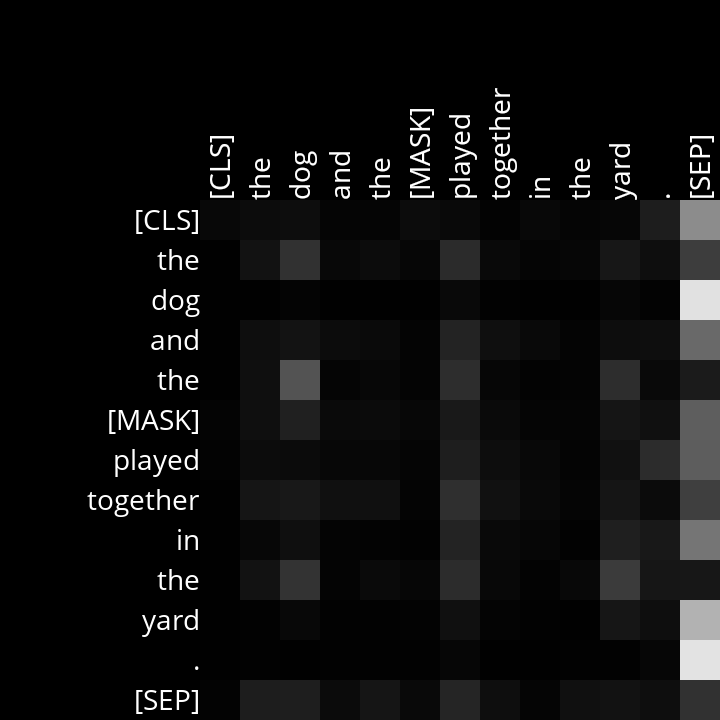 [CLS] the dog and the [MASK] played together in the yard . [SEP]
[CLS]
the
dog
and
the
[MASK]
played
together
in
the
yard
.
[SEP]